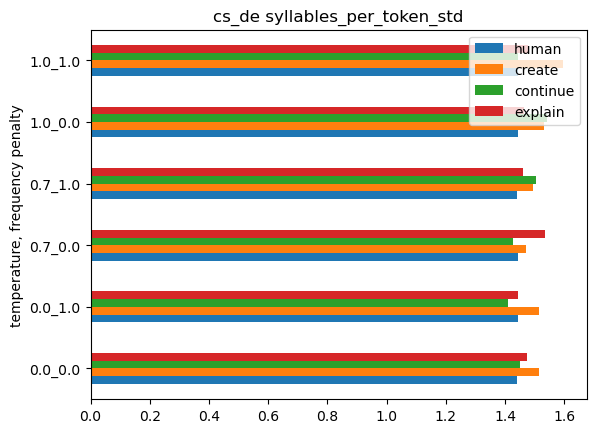 cs_de syllables_per_token_std
temperature, frequency penalty
1.0_1.0
1.0_0.0
0.7_1.0
0.7_0.0
0.0_1.0
0.0_0.0
human
create
continue
explain
0.0 0.2 0.4 0.6 0.8 1.0 1.2 1.4 1.6